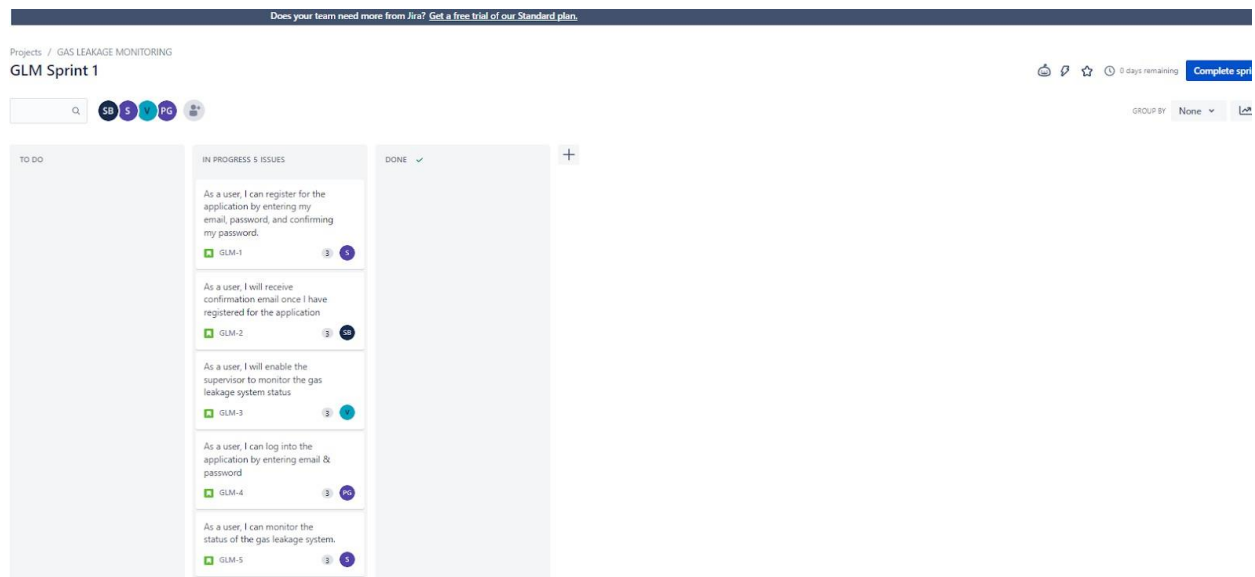 Does your team need more from Jira? Get a free trial of our Standard plan.
Projects / GAS LEAKAGE MONITORING
GLM Sprint 1
0 days remaining
Complete spri
SB S V PG
GROUP BY None
TO DO
IN PROGRESS 5 ISSUES
DONE
As a user, I can register for the
application by entering my
email, password, and confirming
my password.
GLM-1 3 S
As a user, I will receive
confirmation email once I have
registered for the application
GLM-2 3 SB
As a user, I will enable the
supervisor to monitor the gas
leakage system status
GLM-3 3 V
As a user, I can log into the
application by entering email &
password
GLM-4 3 PG
As a user, I can monitor the
status of the gas leakage system.
GLM-5 3 S